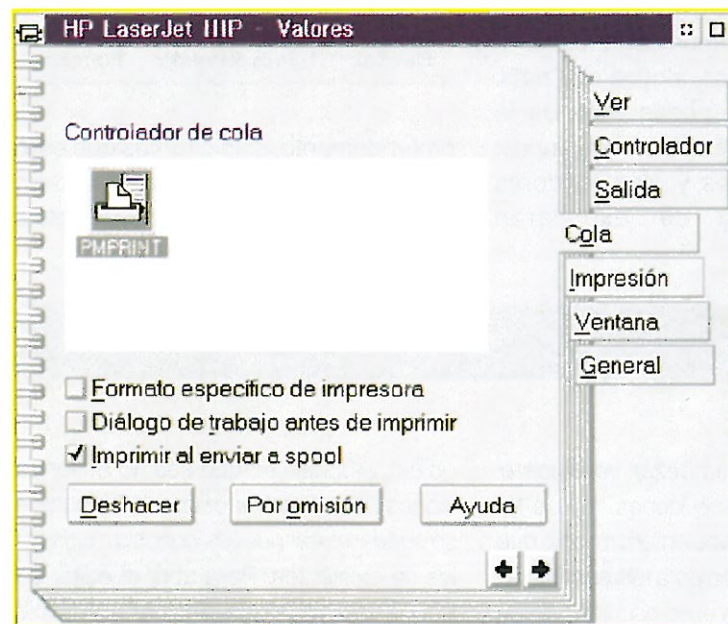 HP LaserJet IIIP - Valores
Controlador de cola
PMPRINT
Formato específico de impresora
Diálogo de trabajo antes de imprimir
Imprimir al enviar a spool
Deshacer
Por omisión
Ayuda
Ver
Controlador
Salida
Cola
Impresión
Ventana
General